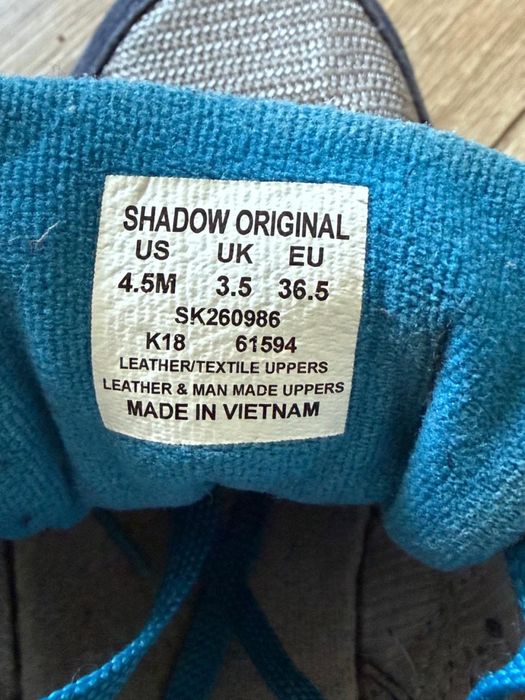 SHADOW ORIGINAL
US UK EU
4.5M 3.5 36.5
SK260986
K18 61594
LEATHER/TEXTILE UPPERS
LEATHER & MAN MADE UPPERS
MADE IN VIETNAM